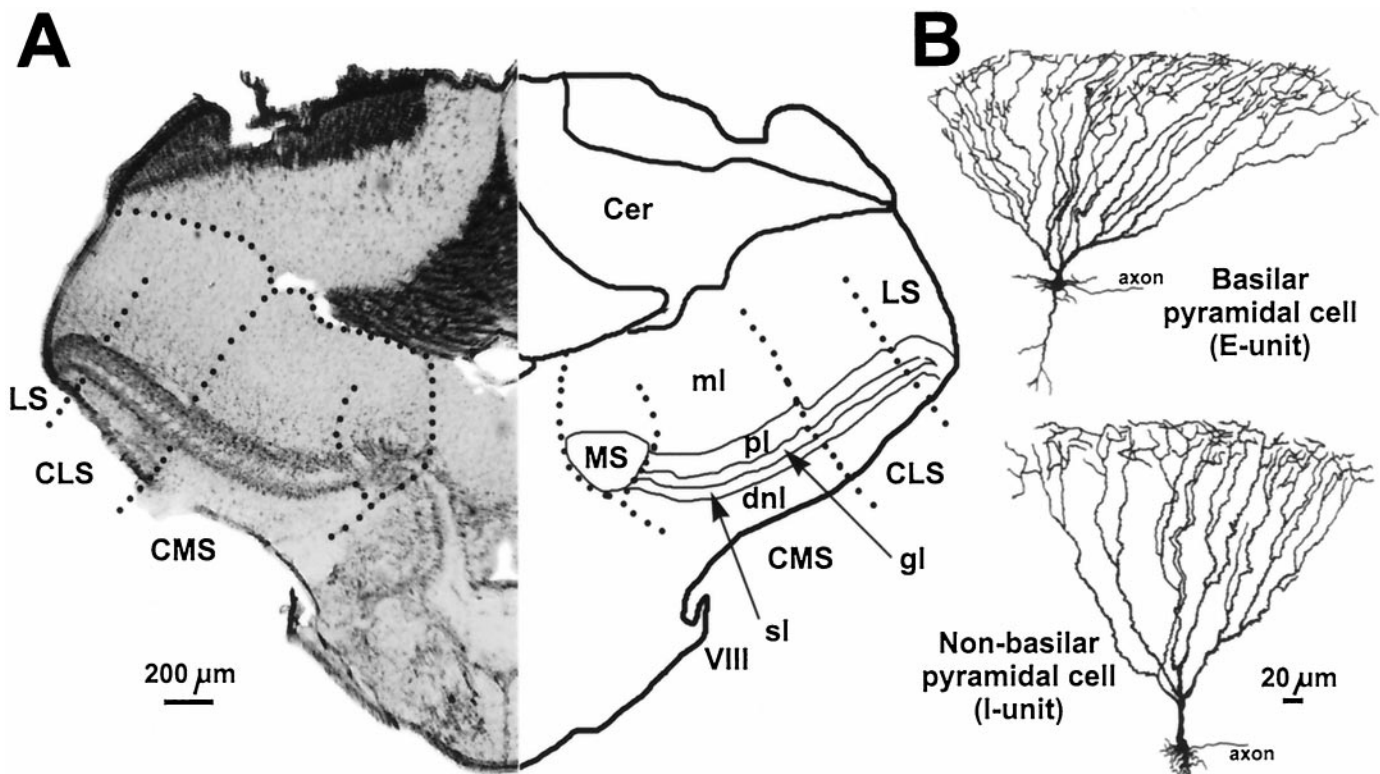 A
B
Cer
axon
Basilar
pyramidal cell
(E-unit)
LS
ml
LS
pl
MS
CLS
dnl
CLS
CMS
CMS
gl
sl
VIII
200 µm
Non-basilar
pyramidal cell
(I-unit)
20 µm
axon